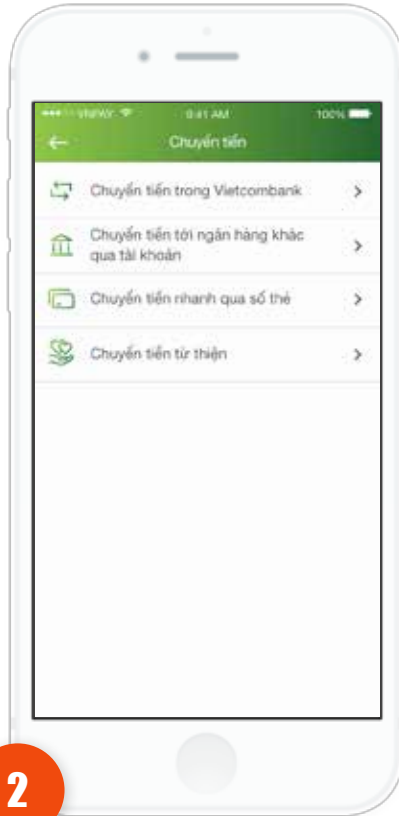 9:41 AM 100%
Chuyển tiền
Chuyển tiền trong Vietcombank
Chuyển tiền tới ngân hàng khác
qua tài khoản
Chuyển tiền nhanh qua số thẻ
Chuyển tiền từ thiện
2